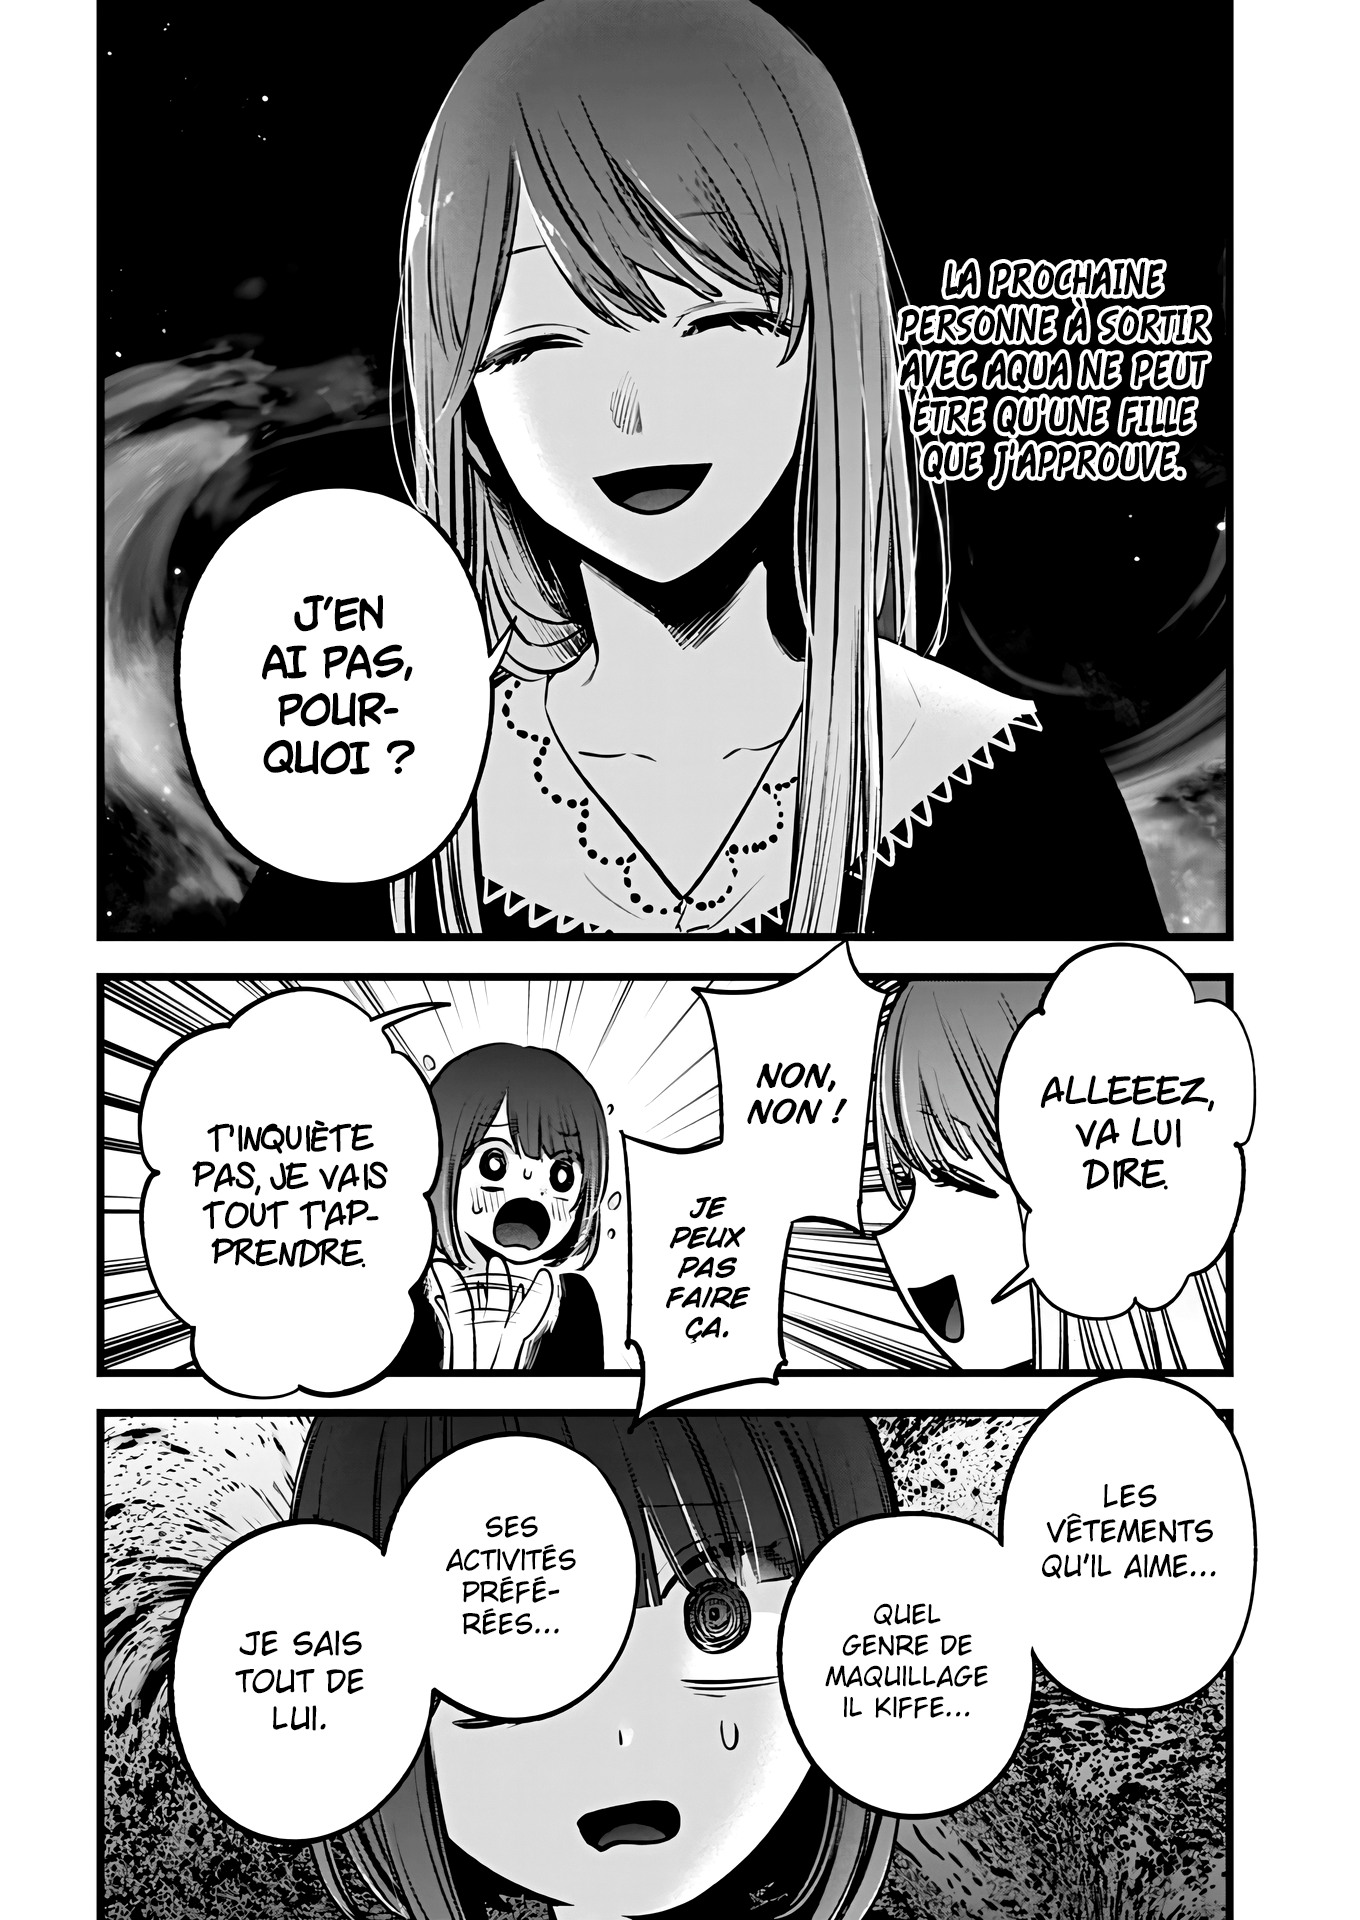 LA PROCHAINE
PERSONNE À SORTIR
AVEC AQUA NE PEUT
ÊTRE QU'UNE FILLE
QUE J'APPROUVE.
J'EN
AI PAS,
POUR-
QUOI ?
ALLEEEZ,
VA LUI
DIRE.
NON,
NON !
JE
PEUX
PAS
FAIRE
ÇA.
T'INQUIÈTE
PAS, JE VAIS
TOUT T'AP-
PRENDRE.
LES
VÊTEMENTS
QU'IL AIME...
QUEL
GENRE DE
MAQUILLAGE
IL KIFFE...
SES
ACTIVITÉS
PRÉFÉ-
RÉES...
JE SAIS
TOUT DE
LUI.